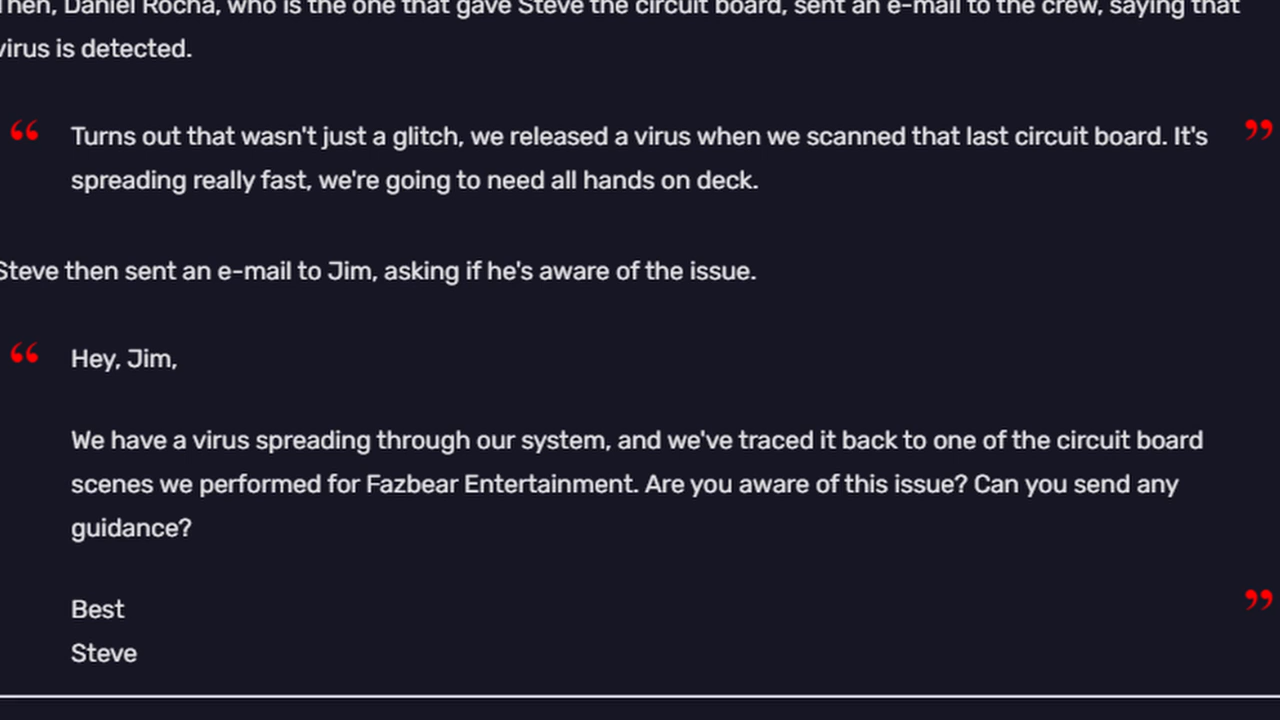 Then, Daniel Rocha, who is the one that gave Steve the circuit board, sent an e-mail to the crew, saying that
virus is detected.
“ Turns out that wasn't just a glitch, we released a virus when we scanned that last circuit board. It's ”
spreading really fast, we're going to need all hands on deck.
Steve then sent an e-mail to Jim, asking if he's aware of the issue.
“ Hey, Jim,
We have a virus spreading through our system, and we've traced it back to one of the circuit board
scenes we performed for Fazbear Entertainment. Are you aware of this issue? Can you send any
guidance?
Best ”
Steve